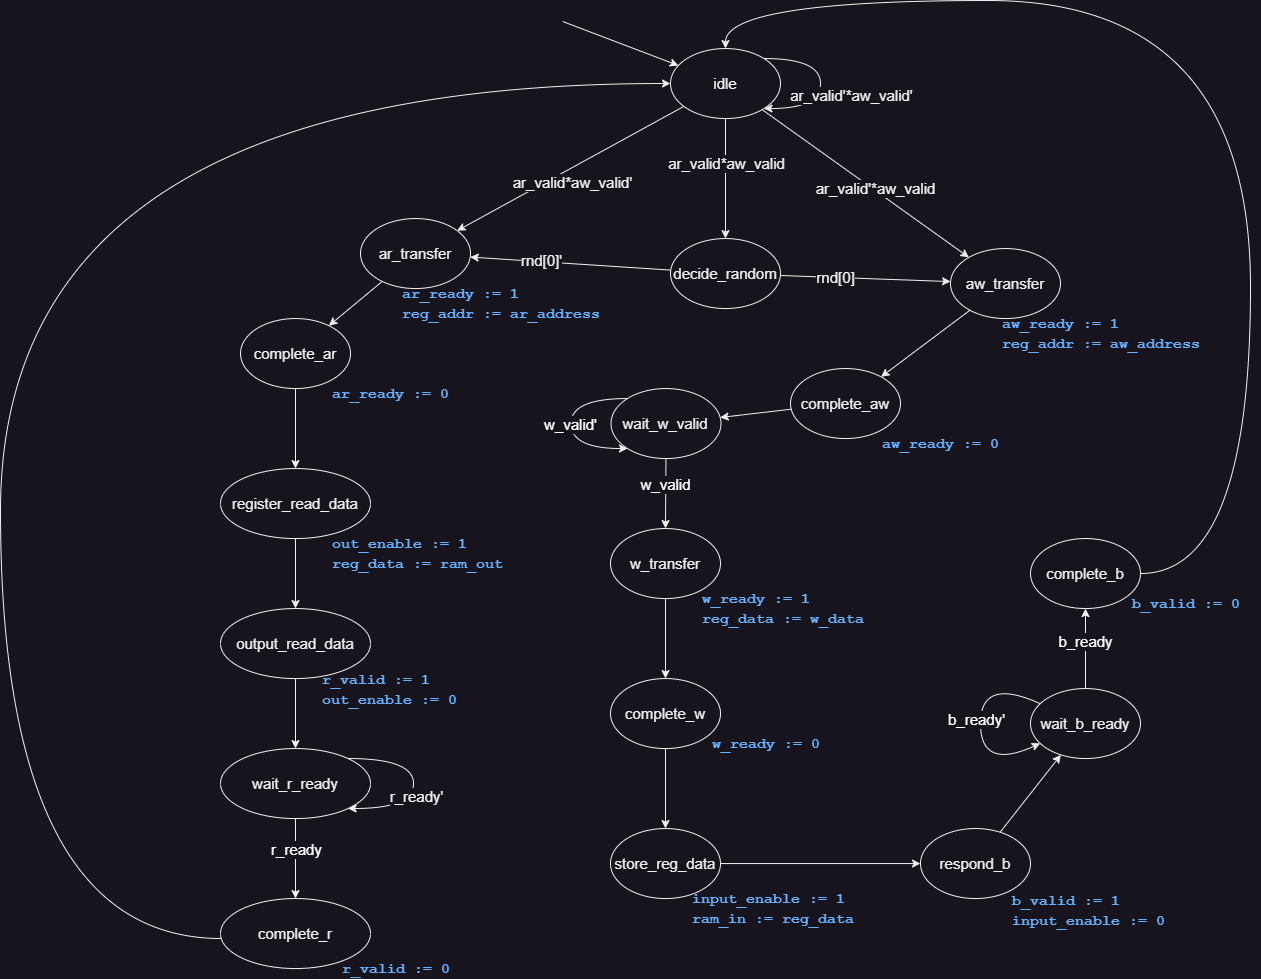 idle
ar_valid'*aw_valid'
ar_valid*aw_valid
ar_valid*aw_valid'
ar_valid'*aw_valid
ar_transfer
rnd[0]'
decide_random
rnd[0]
aw_transfer
ar_ready := 1
reg_addr := ar_address
aw_ready := 1
reg_addr := aw_address
complete_ar
ar_ready := 0
complete_aw
aw_ready := 0
w_valid'
wait_w_valid
w_valid
register_read_data
out_enable := 1
reg_data := ram_out
w_transfer
w_ready := 1
reg_data := w_data
complete_b
b_valid := 0
output_read_data
r_valid := 1
out_enable := 0
b_ready
complete_w
w_ready := 0
b_ready'
wait_b_ready
wait_r_ready
r_ready'
r_ready
store_reg_data
input_enable := 1
ram_in := reg_data
respond_b
b_valid := 1
input_enable := 0
complete_r
r_valid := 0